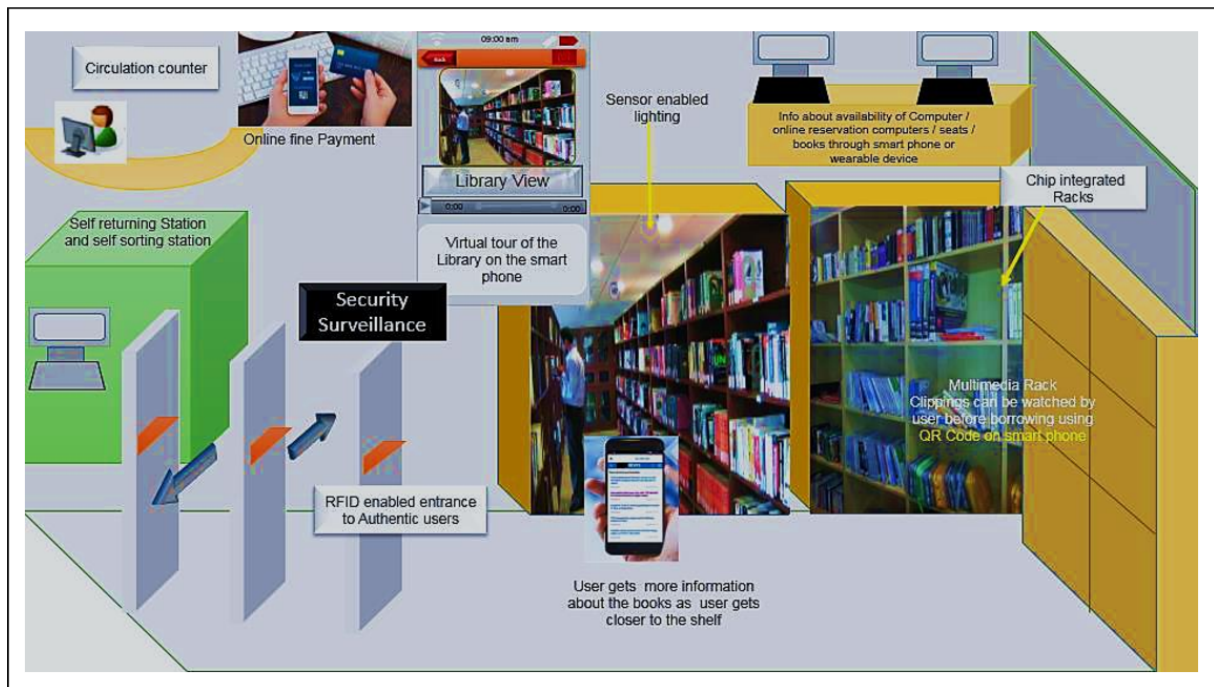 Circulation counter
Online fine Payment
09:00 am
Back
Library View
0:00
0:00
Virtual tour of the
Library on the smart
phone
Sensor enabled
lighting
Info about availability of Computer /
online reservation computers / seats /
books through smart phone or
wearable device
Chip integrated
Racks
Self returning Station
and self sorting station
Security
Surveillance
Multimedia Rack
Clippings can be watched by
user before borrowing using
QR Code on smart phone
RFID enabled entrance
to Authentic users
User gets more information
about the books as user gets
closer to the shelf